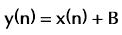 y(n) = x(n) + B